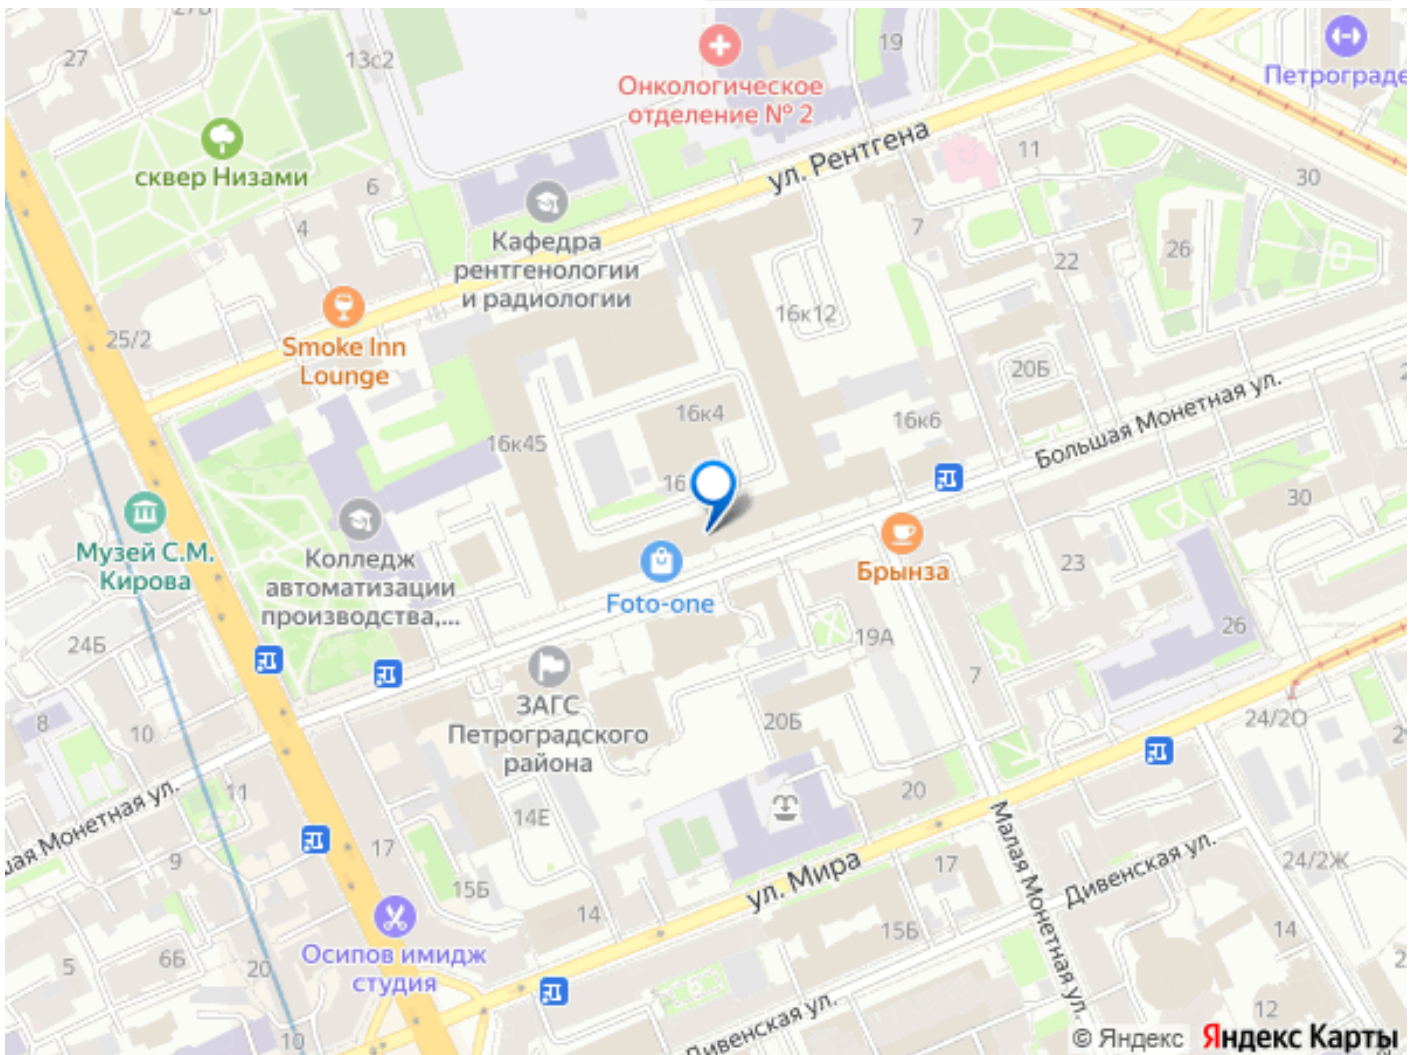 27Б
27
13с2
19
Онкологическое
отделение № 2
Петрограде
сквер Низами
ул. Рентгена
11
6
30
4
7
Кафедра
рентгенологии
и радиологии
22
26
25/2
16к12
Smoke Inn
Lounge
20Б
16к4
16к6
Большая Монетная ул.
16к45
16
30
Музей С.М.
Кирова
Колледж
автоматизации
производства,...
Брынза
23
Foto-one
24Б
19А
26
7
8
10
ЗАГС
Петроградского
района
20Б
24/2О
11
14Е
20
шая Монетная ул.
9
17
15Б
14
ул. Мира
17
Малая Монетная ул.
Дивенская ул.
24/2Ж
Осипов имидж
студия
5
6Б
20
15Б
14
10
Дивенская ул.
12
© Яндекс Яндекс Карты